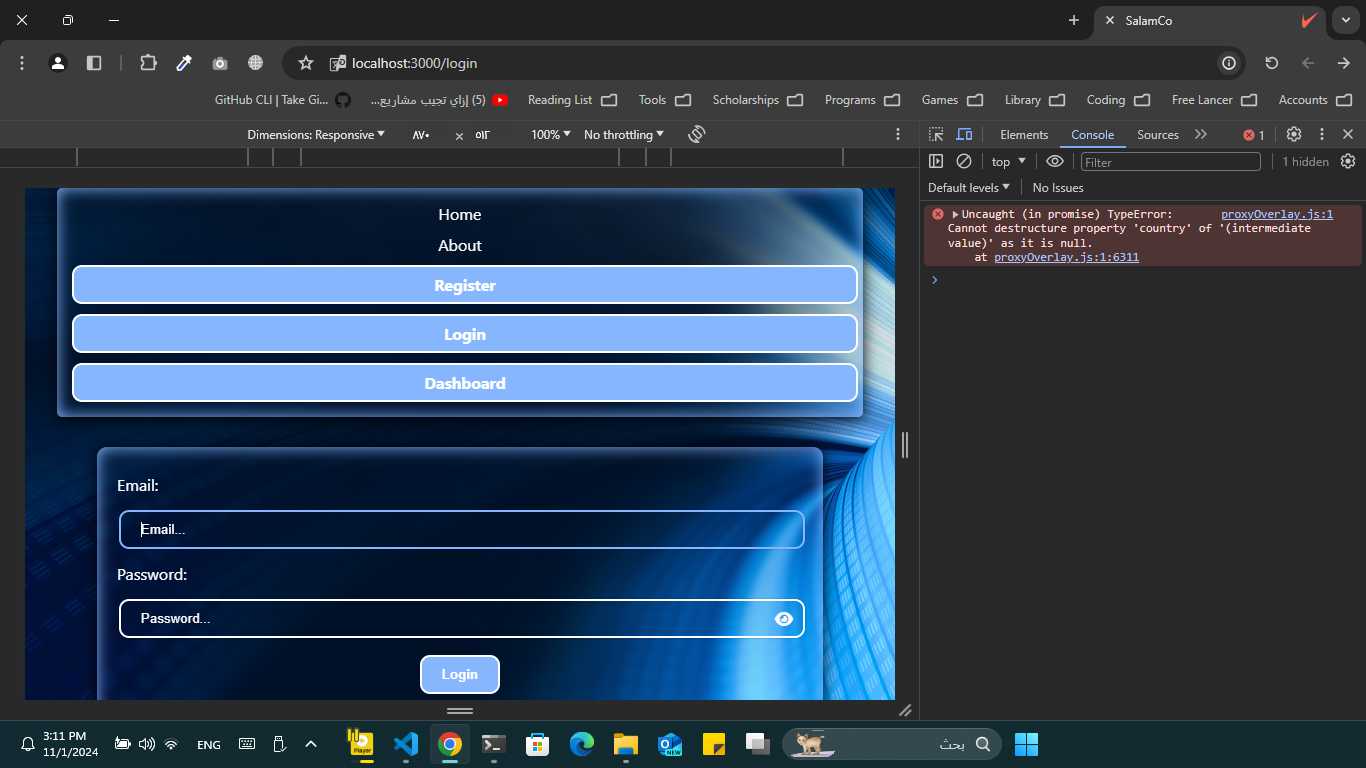 SalamCo
localhost:3000/login
GitHub CLI | Take Gi...
(5) إزاي تجيب مشاريع...
Reading List
Tools
Scholarships
Programs
Games
Library
Coding
Free Lancer
Accounts
Dimensions: Responsive
٨٧٠
×
٥١٢
100%
No throttling
Elements
Console
Sources
1
top
Filter
1 hidden
Default levels
No Issues
Uncaught (in promise) TypeError: proxyOverlay.js:1
Cannot destructure property 'country' of '(intermediate
value)' as it is null.
at proxyOverlay.js:1:6311
Home
About
Register
Login
Dashboard
Email:
Email...
Password:
Password...
Login
3:11 PM
11/1/2024
ENG
Player
NEW
بحث